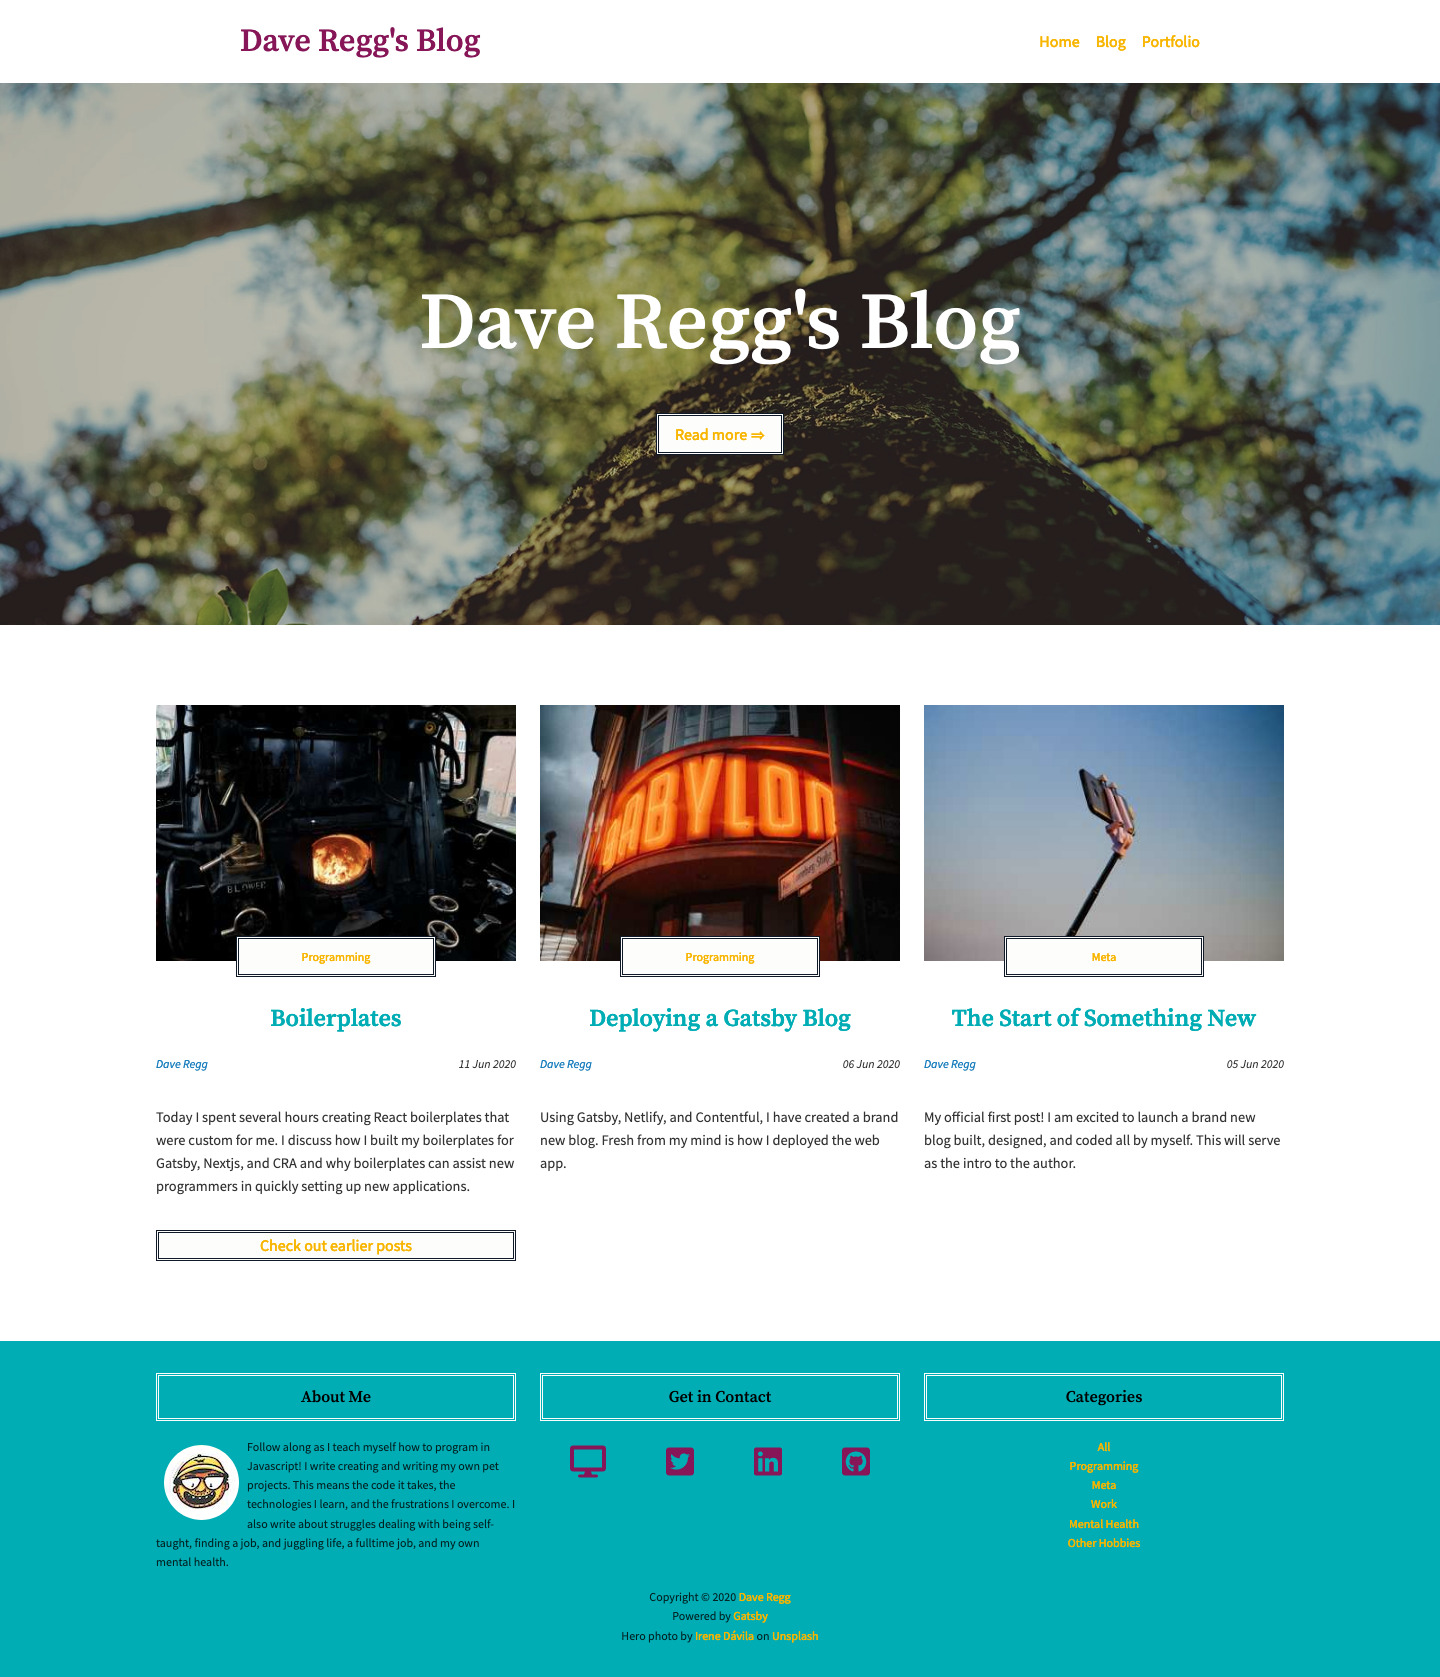 Dave Regg's Blog
Home Blog Portfolio
Dave Regg's Blog
Read more ⇒
BLOWER
BABYLON
Programming
Programming
Meta
Boilerplates
Deploying a Gatsby Blog
The Start of Something New
Dave Regg 11 Jun 2020
Dave Regg 06 Jun 2020
Dave Regg 05 Jun 2020
Today I spent several hours creating React boilerplates that
were custom for me. I discuss how I built my boilerplates for
Gatsby, Nextjs, and CRA and why boilerplates can assist new
programmers in quickly setting up new applications.
Using Gatsby, Netlify, and Contentful, I have created a brand
new blog. Fresh from my mind is how I deployed the web
app.
My official first post! I am excited to launch a brand new
blog built, designed, and coded all by myself. This will serve
as the intro to the author.
Check out earlier posts
About Me
Follow along as I teach myself how to program in
Javascript! I write creating and writing my own pet
projects. This means the code it takes, the
technologies I learn, and the frustrations I overcome. I
also write about struggles dealing with being self-
taught, finding a job, and juggling life, a fulltime job, and my own
mental health.
Get in Contact
Categories
All
Programming
Meta
Work
Mental Health
Other Hobbies
Copyright © 2020 Dave Regg
Powered by Gatsby
Hero photo by Irene Dávila on Unsplash